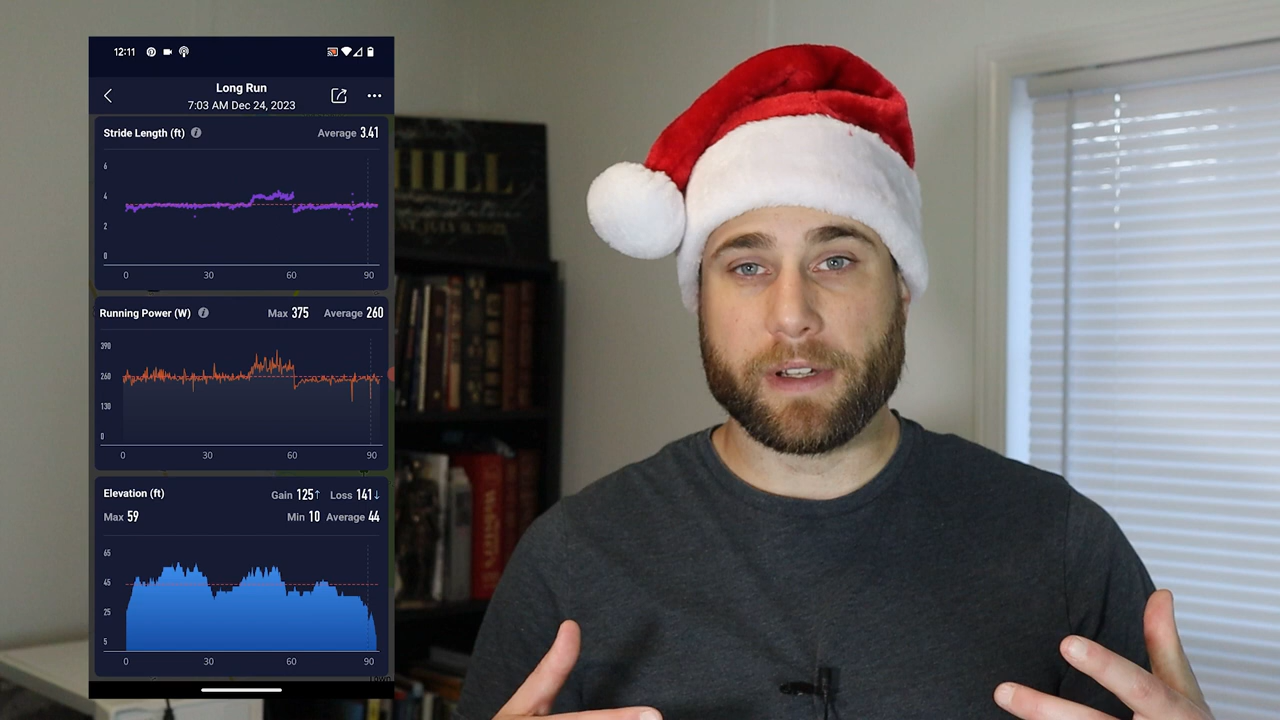 12:11
Long Run
7:03 AM Dec 24, 2023
Stride Length (ft) Average 3.41
6
4
2
0
0 30 60 90
Running Power (W) Max 375 Average 260
390
260
130
0
0 30 60 90
Elevation (ft) Gain 125↑ Loss 141↓
Max 59 Min 10 Average 44
65
45
25
5
0 30 60 90